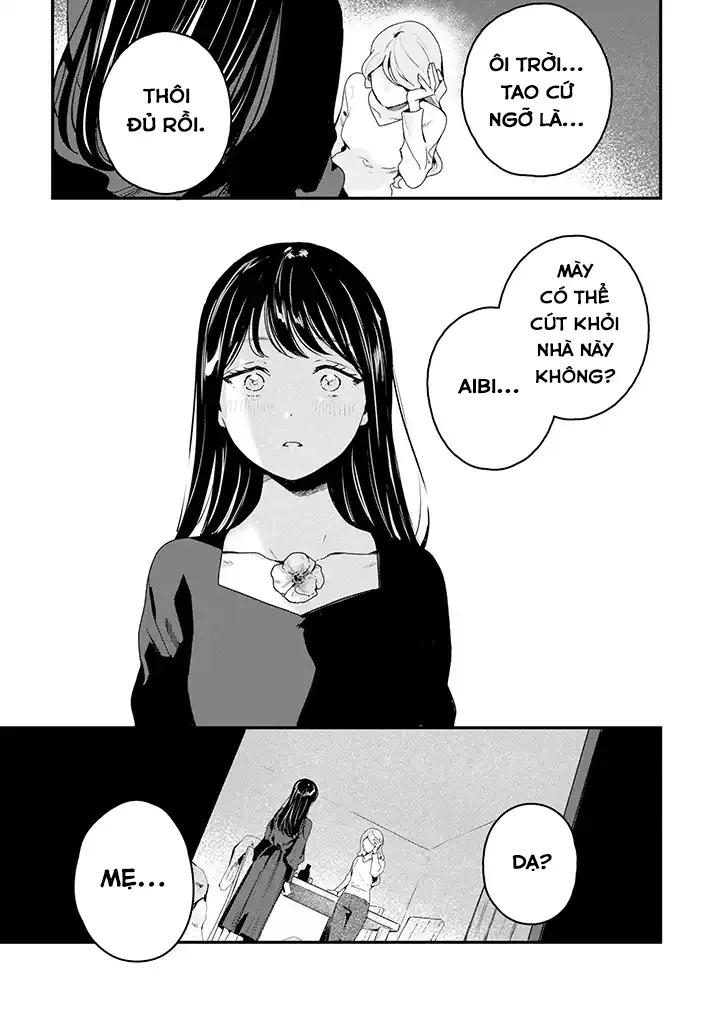 ÔI TRỜI...
TAO CỨ
NGỠ LÀ...
THÔI
ĐỦ RỒI.
MÀY
CÓ THỂ
CÚT KHỎI
NHÀ NÀY
KHÔNG?
AIBI...
DẠ?
MẸ...